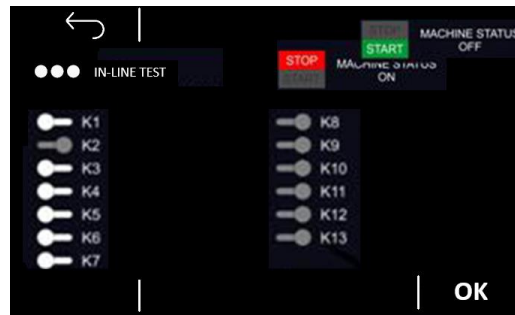 STOP
START
MACHINE STATUS
OFF
IN-LINE TEST
STOP
START
MACHINE STATUS
ON
K1
K2
K3
K4
K5
K6
K7
K8
K9
K10
K11
K12
K13
OK